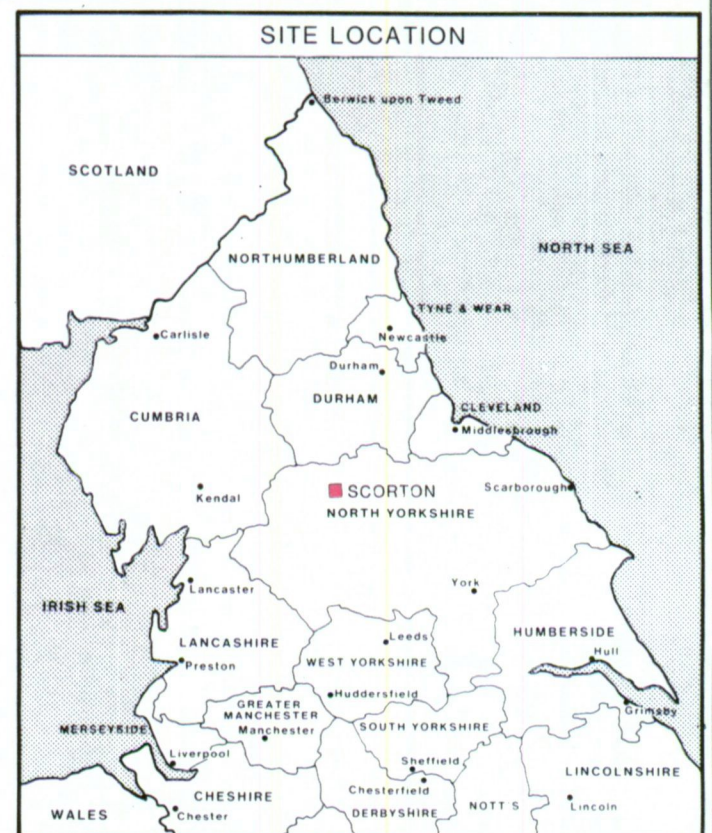 SITE LOCATION
Berwick upon Tweed
SCOTLAND
NORTH SEA
NORTHUMBERLAND
TYNE & WEAR
Carlisle
Newcastle
Durham
DURHAM
CLEVELAND
CUMBRIA
Middlesbrough
SCORTON
Scarborough
Kendal
NORTH YORKSHIRE
York
Lancaster
IRISH SEA
HUMBERSIDE
LANCASHIRE
Leeds
Hull
WEST YORKSHIRE
Preston
Huddersfield
GREATER
MANCHESTER
Grimsby
SOUTH YORKSHIRE
MERSEYSIDE
Manchester
Liverpool
Sheffield
LINCOLNSHIRE
Chesterfield
CHESHIRE
NOTT S
Lincoln
WALES
Chester
DERBYSHIRE